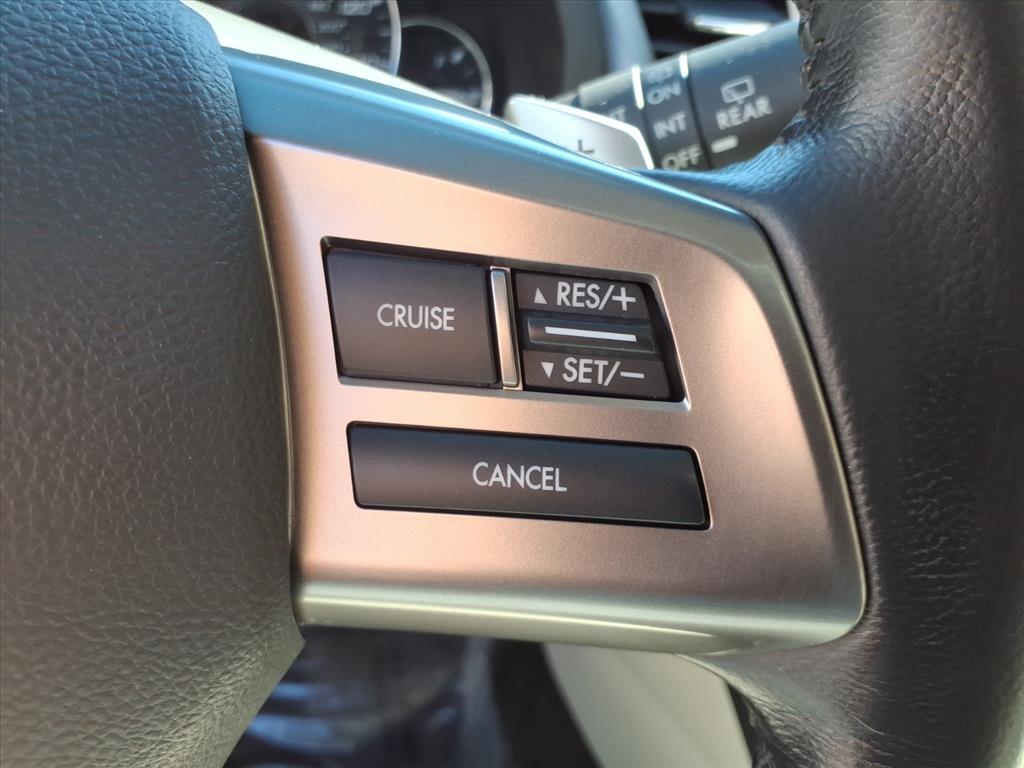 ON
INT
OFF
REAR
+
CRUISE
▲ RES/+
▼ SET/−
CANCEL